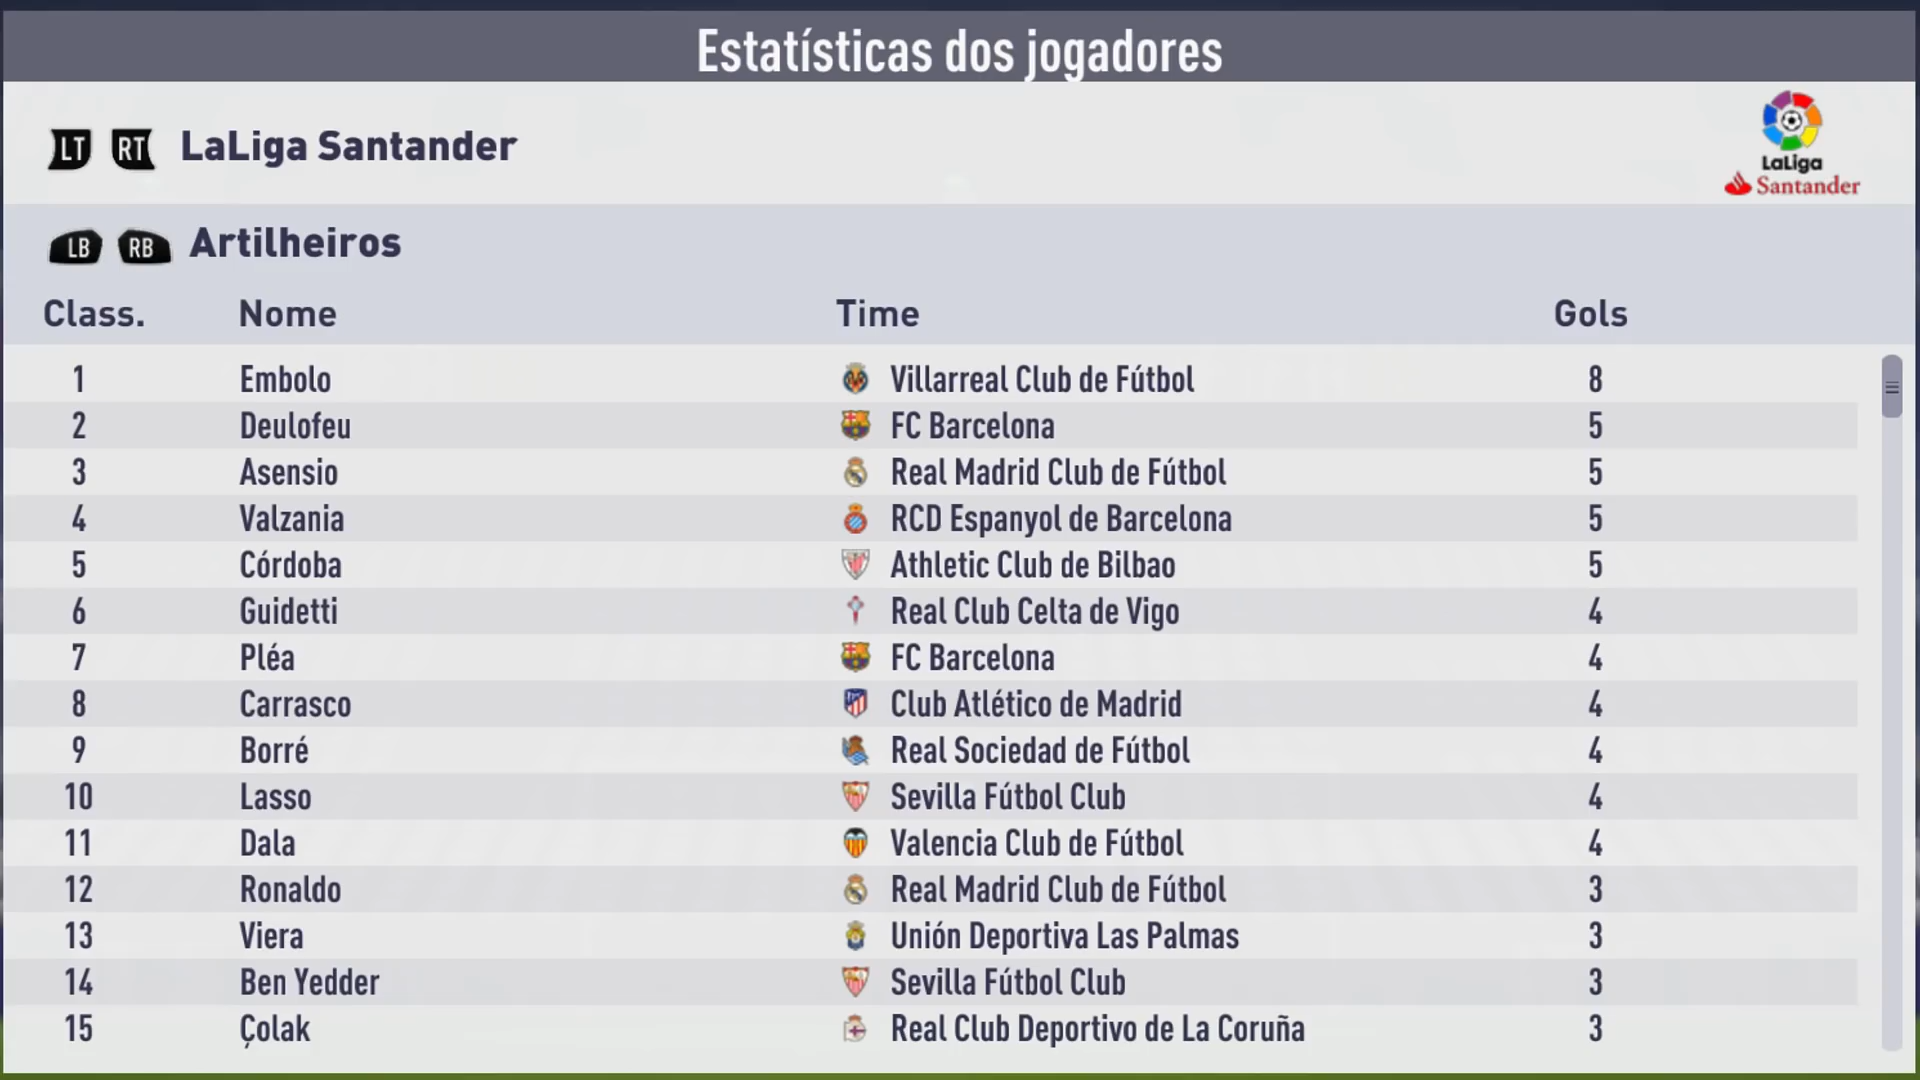 Estatísticas dos jogadores
LT RT LaLiga Santander
LaLiga
Santander
LB RB Artilheiros
Class. Nome Time Gols
1 Embolo Villarreal Club de Fútbol 8
2 Deulofeu FC Barcelona 5
3 Asensio Real Madrid Club de Fútbol 5
4 Valzania RCD Espanyol de Barcelona 5
5 Córdoba Athletic Club de Bilbao 5
6 Guidetti Real Club Celta de Vigo 4
7 Pléa FC Barcelona 4
8 Carrasco Club Atlético de Madrid 4
9 Borré Real Sociedad de Fútbol 4
10 Lasso Sevilla Fútbol Club 4
11 Dala Valencia Club de Fútbol 4
12 Ronaldo Real Madrid Club de Fútbol 3
13 Viera Unión Deportiva Las Palmas 3
14 Ben Yedder Sevilla Fútbol Club 3
15 Çolak Real Club Deportivo de La Coruña 3